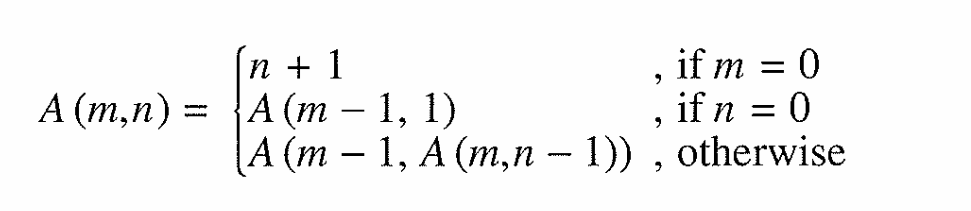 n + 1 , if m = 0
A (m,n) = { A (m − 1, 1) , if n = 0
A (m − 1, A (m,n − 1)) , otherwise